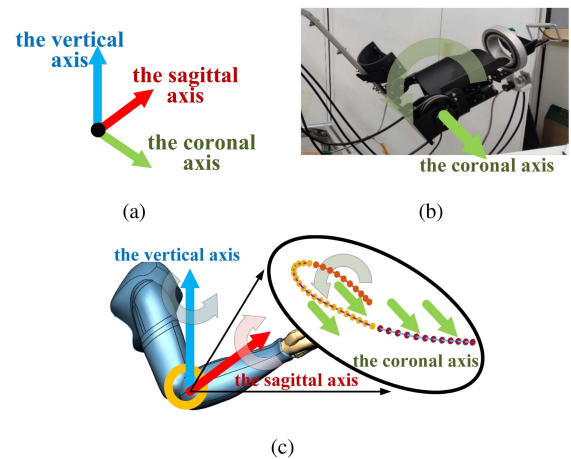 the vertical
axis
the sagittal
axis
the coronal
axis
(a)
the coronal axis
(b)
the vertical axis
the sagittal axis
the coronal axis
(c)